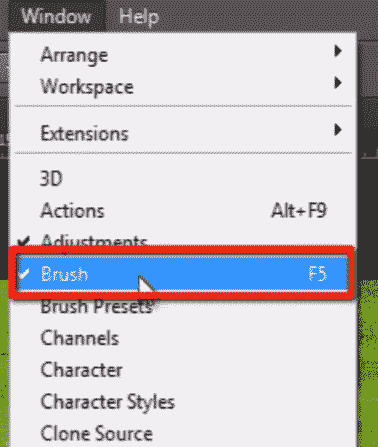 Window Help
Arrange
Workspace
Extensions
3D
Actions Alt+F9
Adjustments
Brush F5
Brush Presets
Channels
Character
Character Styles
Clone Source